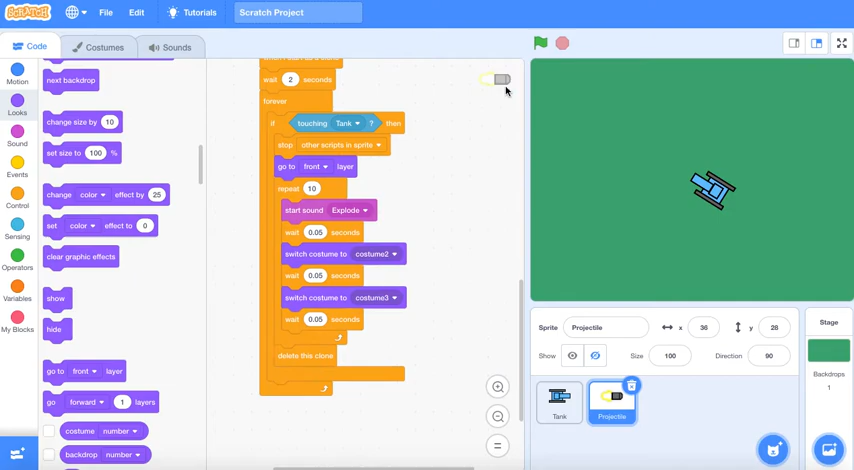 SCRATCH
File
Edit
Tutorials
Scratch Project
Code
Costumes
Sounds
Motion
Looks
Sound
Events
Control
Sensing
Operators
Variables
My Blocks
next backdrop
change size by 10
set size to 100 %
change color effect by 25
set color effect to 0
clear graphic effects
show
hide
go to front layer
go forward 1 layers
costume number
backdrop number
wait 2 seconds
forever
if touching Tank ? then
stop other scripts in sprite
go to front layer
repeat 10
start sound Explode
wait 0.05 seconds
switch costume to costume2
wait 0.05 seconds
switch costume to costume3
wait 0.05 seconds
delete this clone
Sprite Projectile x 36 y 28
Show Size 100 Direction 90
Tank
Projectile
Stage
Backdrops
1